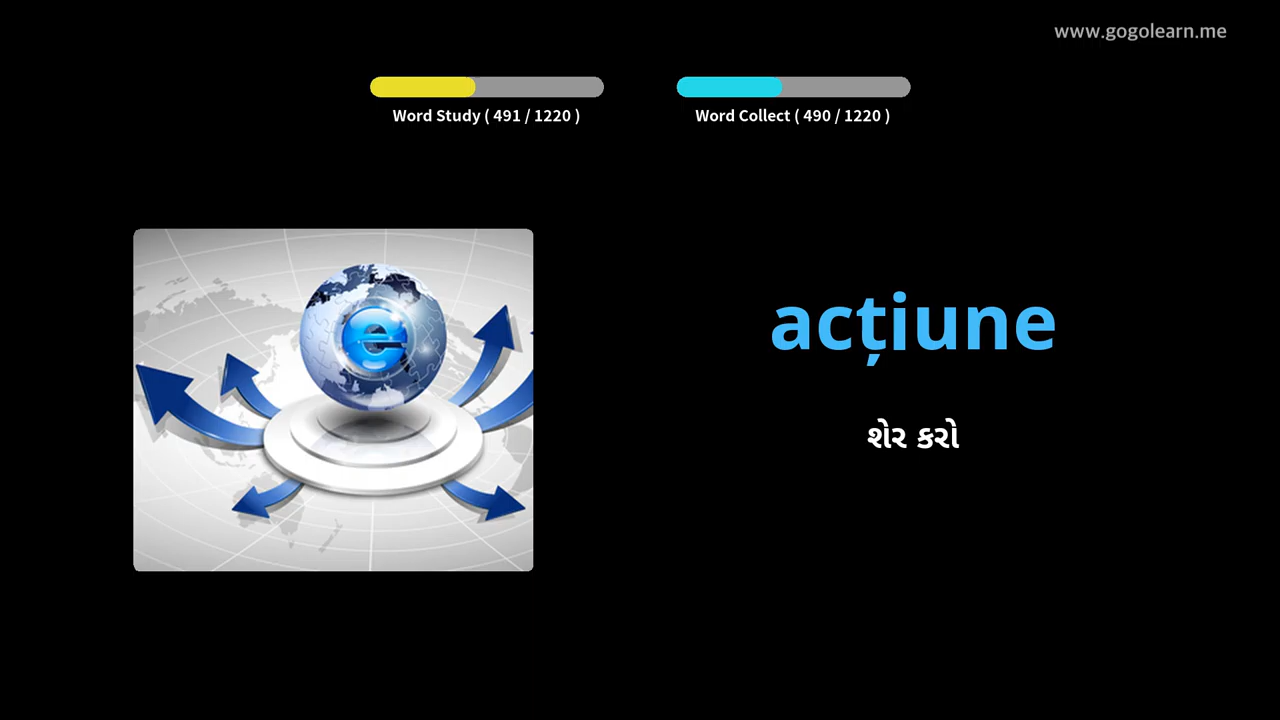 www.gogolearn.me
Word Study ( 491 / 1220 )
Word Collect ( 490 / 1220 )
e
acțiune
શેર કરો